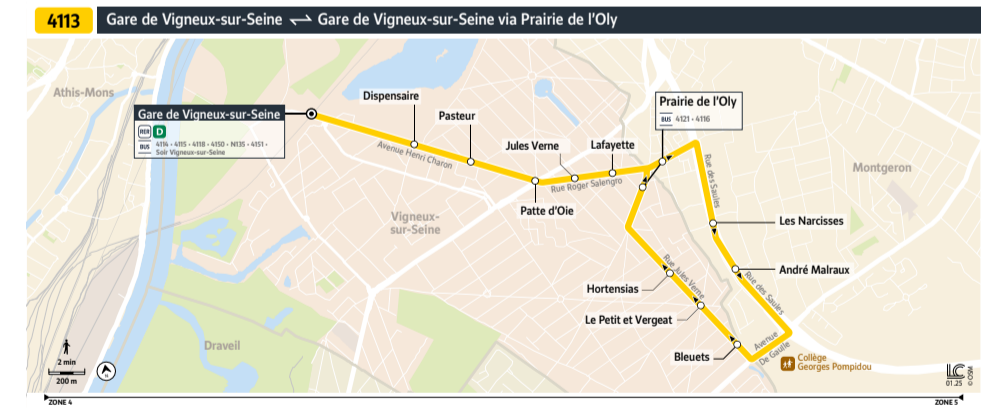 4113 Gare de Vigneux-sur-Seine ⇌ Gare de Vigneux-sur-Seine via Prairie de l’Oly
Athis-Mons
Gare de Vigneux-sur-Seine
RER D
BUS 4114 • 4115 • 4118 • 4150 • N135 • 4151 •
Soir Vigneux-sur-Seine
Dispensaire
Pasteur
Avenue Henri Charon
Jules Verne
Lafayette
Rue Roger Salengro
Patte d’Oie
Prairie de l’Oly
BUS 4121 • 4116
Rue des Saules
Montgeron
Vigneux-
sur-Seine
Les Narcisses
André Malraux
Rue des Saules
Hortensias
Rue Jules Verne
Le Petit et Vergeat
Bleuets
Avenue
De Gaulle
Collège
Georges Pompidou
Draveil
2 min
200 m
N
LC
01.25
© OSM
ZONE 4
ZONE 5